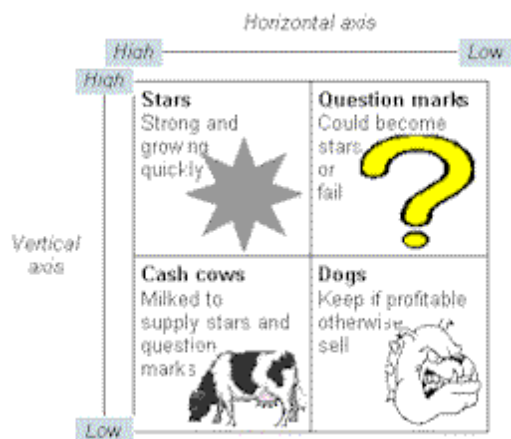 Horizontal axis
High
Low
High
Stars
Strong and
growing
quickly
Question marks
Could become
stars
or
fail
Vertical
axis
Cash cows
Milked to
supply stars and
question
marks
Dogs
Keep if profitable
otherwise
sell
Low